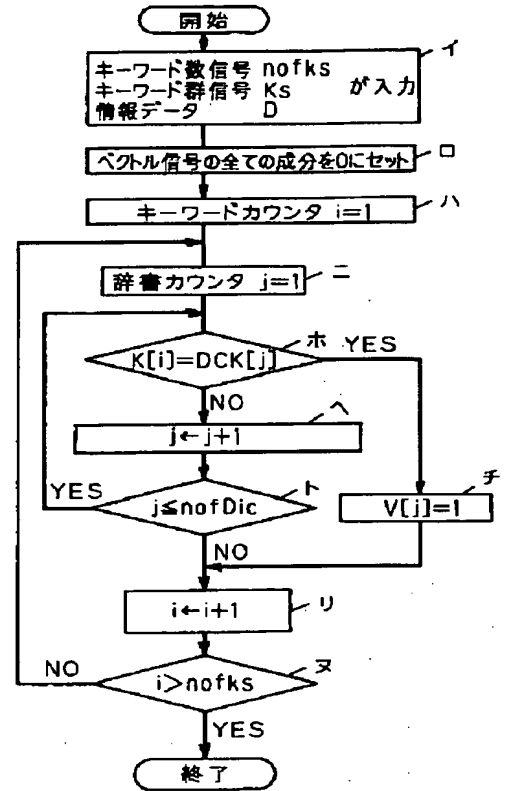 開始
イ
キーワード数信号 nofks
キーワード群信号 Ks が入力
情報データ D
ロ
ベクトル信号の全ての成分を0にセット
ハ
キーワードカウンタ i=1
ニ
辞書カウンタ j=1
ホ
K[i]=DCK[j]
YES
NO
ヘ
j←j+1
YES
ト
j≦nofDic
チ
V[j]=1
NO
リ
i←i+1
NO
ヌ
i>nofks
YES
終了